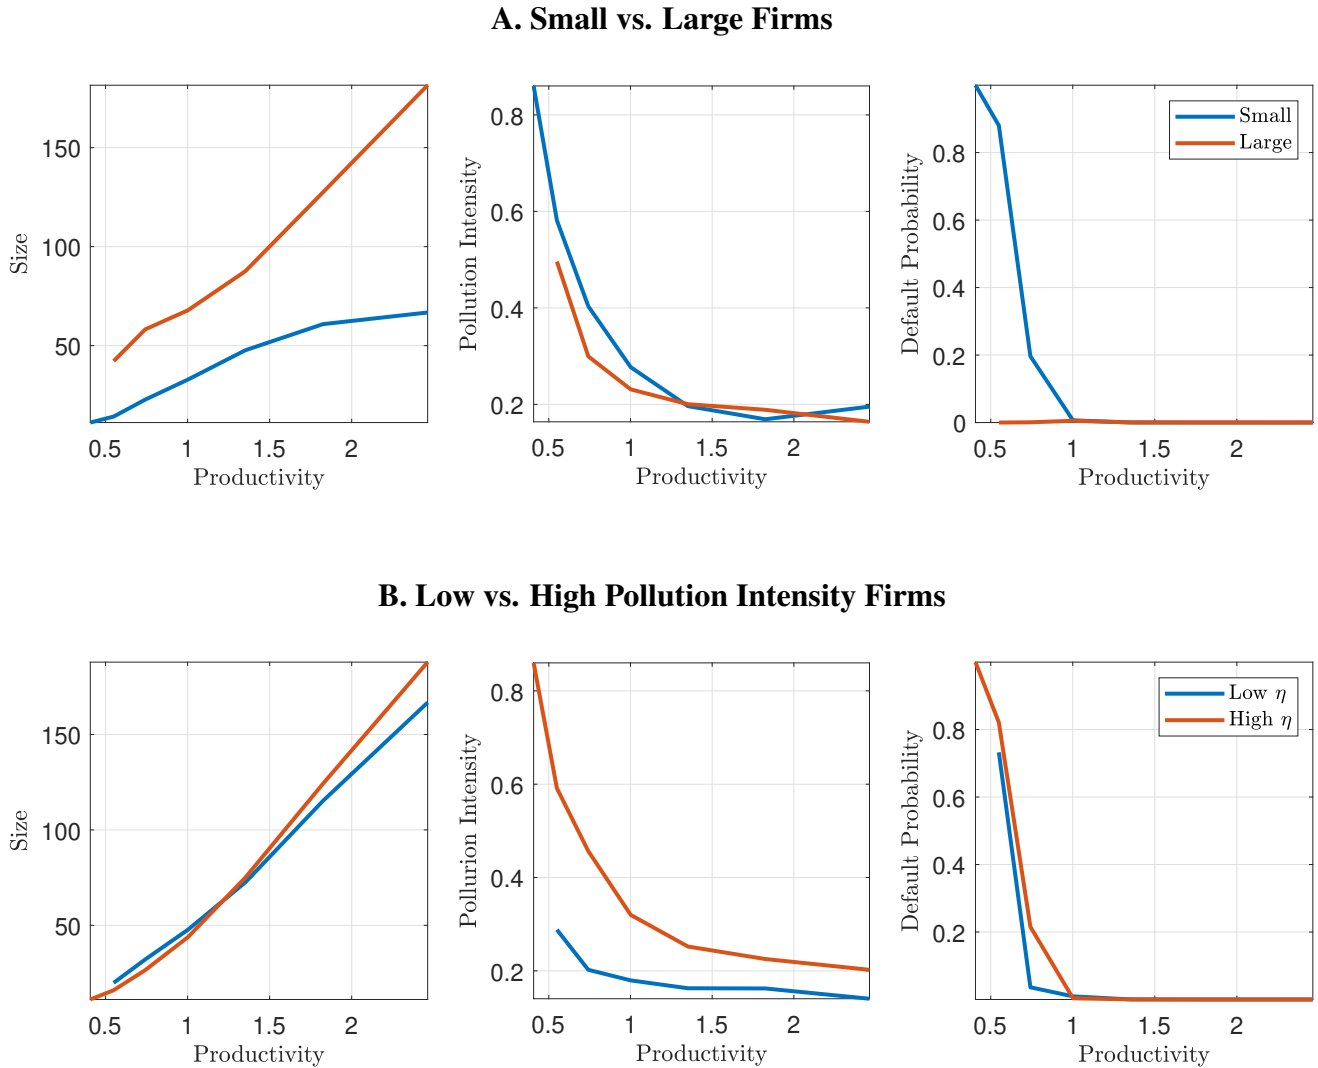 A. Small vs. Large Firms
150
100
50
Size
0.5 1 1.5 2
Productivity
0.8
0.6
0.4
0.2
Pollution Intensity
0.5 1 1.5 2
Productivity
0.8
0.6
0.4
0.2
0
Default Probability
Small
Large
0.5 1 1.5 2
Productivity
B. Low vs. High Pollution Intensity Firms
150
100
50
Size
0.5 1 1.5 2
Productivity
0.8
0.6
0.4
0.2
Pollurion Intensity
0.5 1 1.5 2
Productivity
0.8
0.6
0.4
0.2
Default Probability
Low η
High η
0.5 1 1.5 2
Productivity